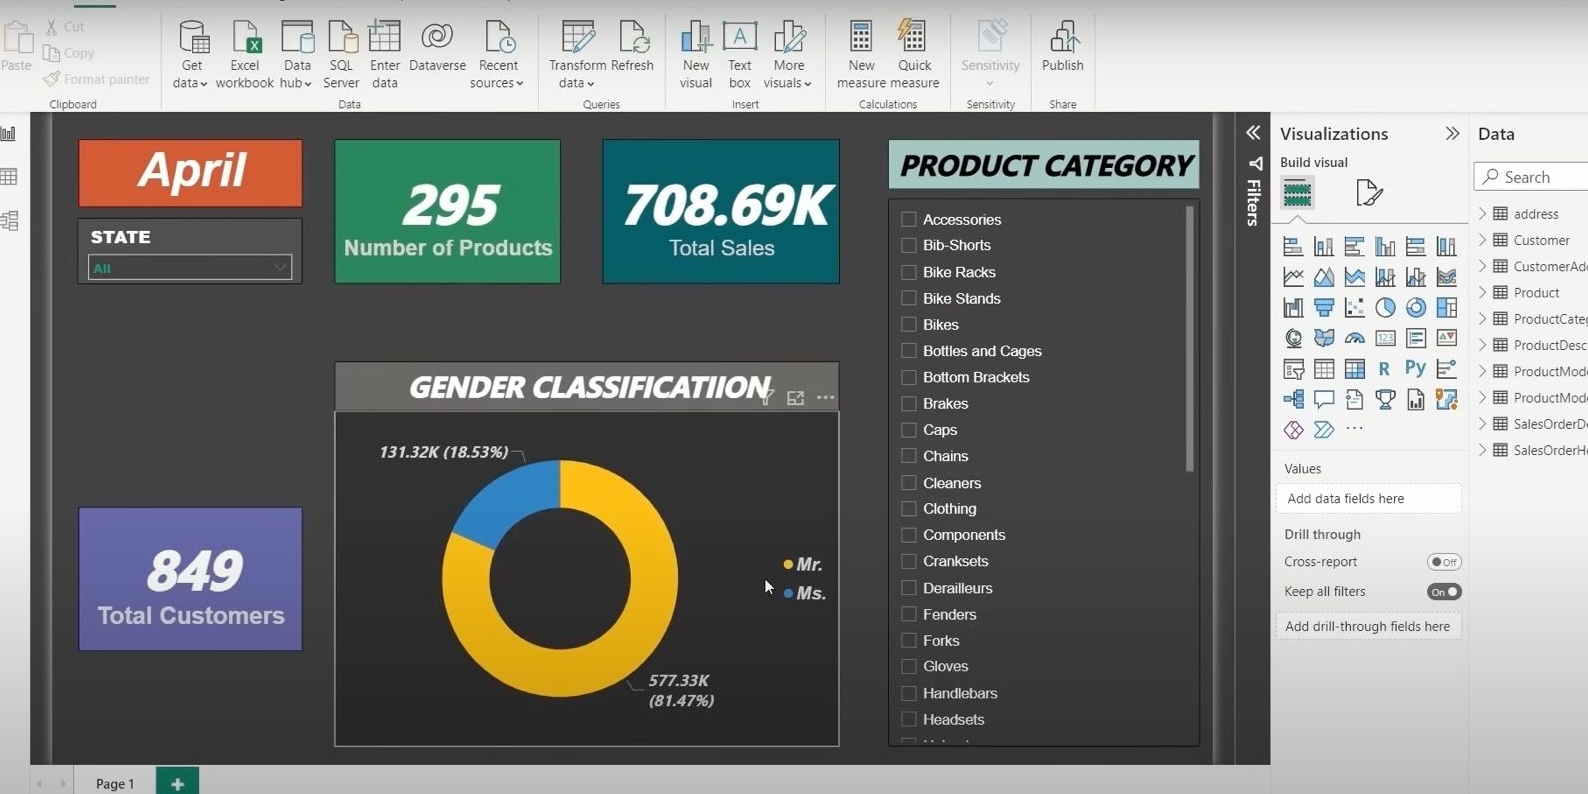 Cut
Paste
Copy
Format painter
Clipboard
Get data
Excel workbook
Data hub
SQL Server
Enter data
Dataverse
Recent sources
Data
Transform data
Refresh
Queries
New visual
Text box
More visuals
Insert
New measure
Quick measure
Calculations
Sensitivity
Sensitivity
Publish
Share
April
STATE
All
295
Number of Products
708.69K
Total Sales
849
Total Customers
GENDER CLASSIFICATIION
131.32K (18.53%)
577.33K
(81.47%)
Mr.
Ms.
PRODUCT CATEGORY
Accessories
Bib-Shorts
Bike Racks
Bike Stands
Bikes
Bottles and Cages
Bottom Brackets
Brakes
Caps
Chains
Cleaners
Clothing
Components
Cranksets
Derailleurs
Fenders
Forks
Gloves
Handlebars
Headsets
Filters
Visualizations
Build visual
123
R
Py
Values
Add data fields here
Drill through
Cross-report
Off
Keep all filters
On
Add drill-through fields here
Data
Search
address
Customer
CustomerAdd
Product
ProductCateg
ProductDesc
ProductMode
ProductMode
SalesOrderDe
SalesOrderHe
Page 1